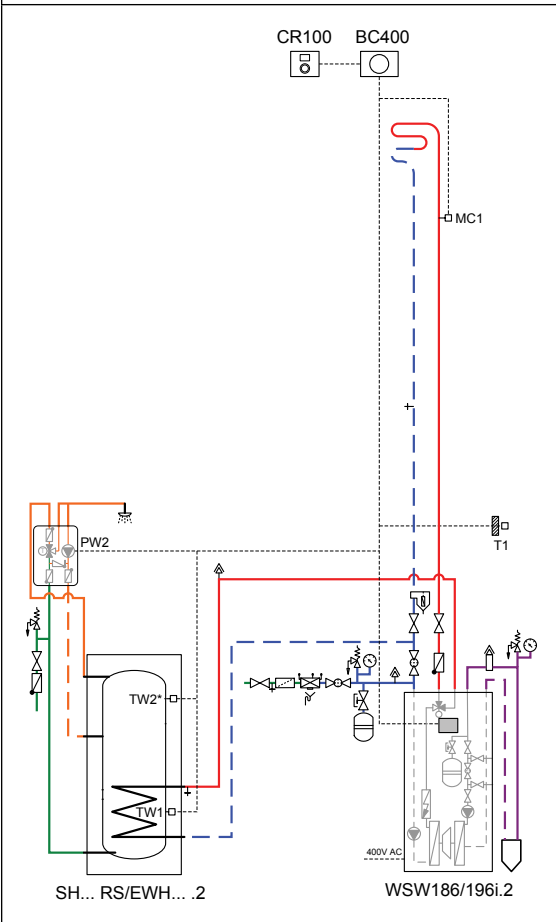 CR100 BC400
MC1
T1
PW2
TW2*
TW1
400V AC
SH... RS/EWH... .2
WSW186/196i.2